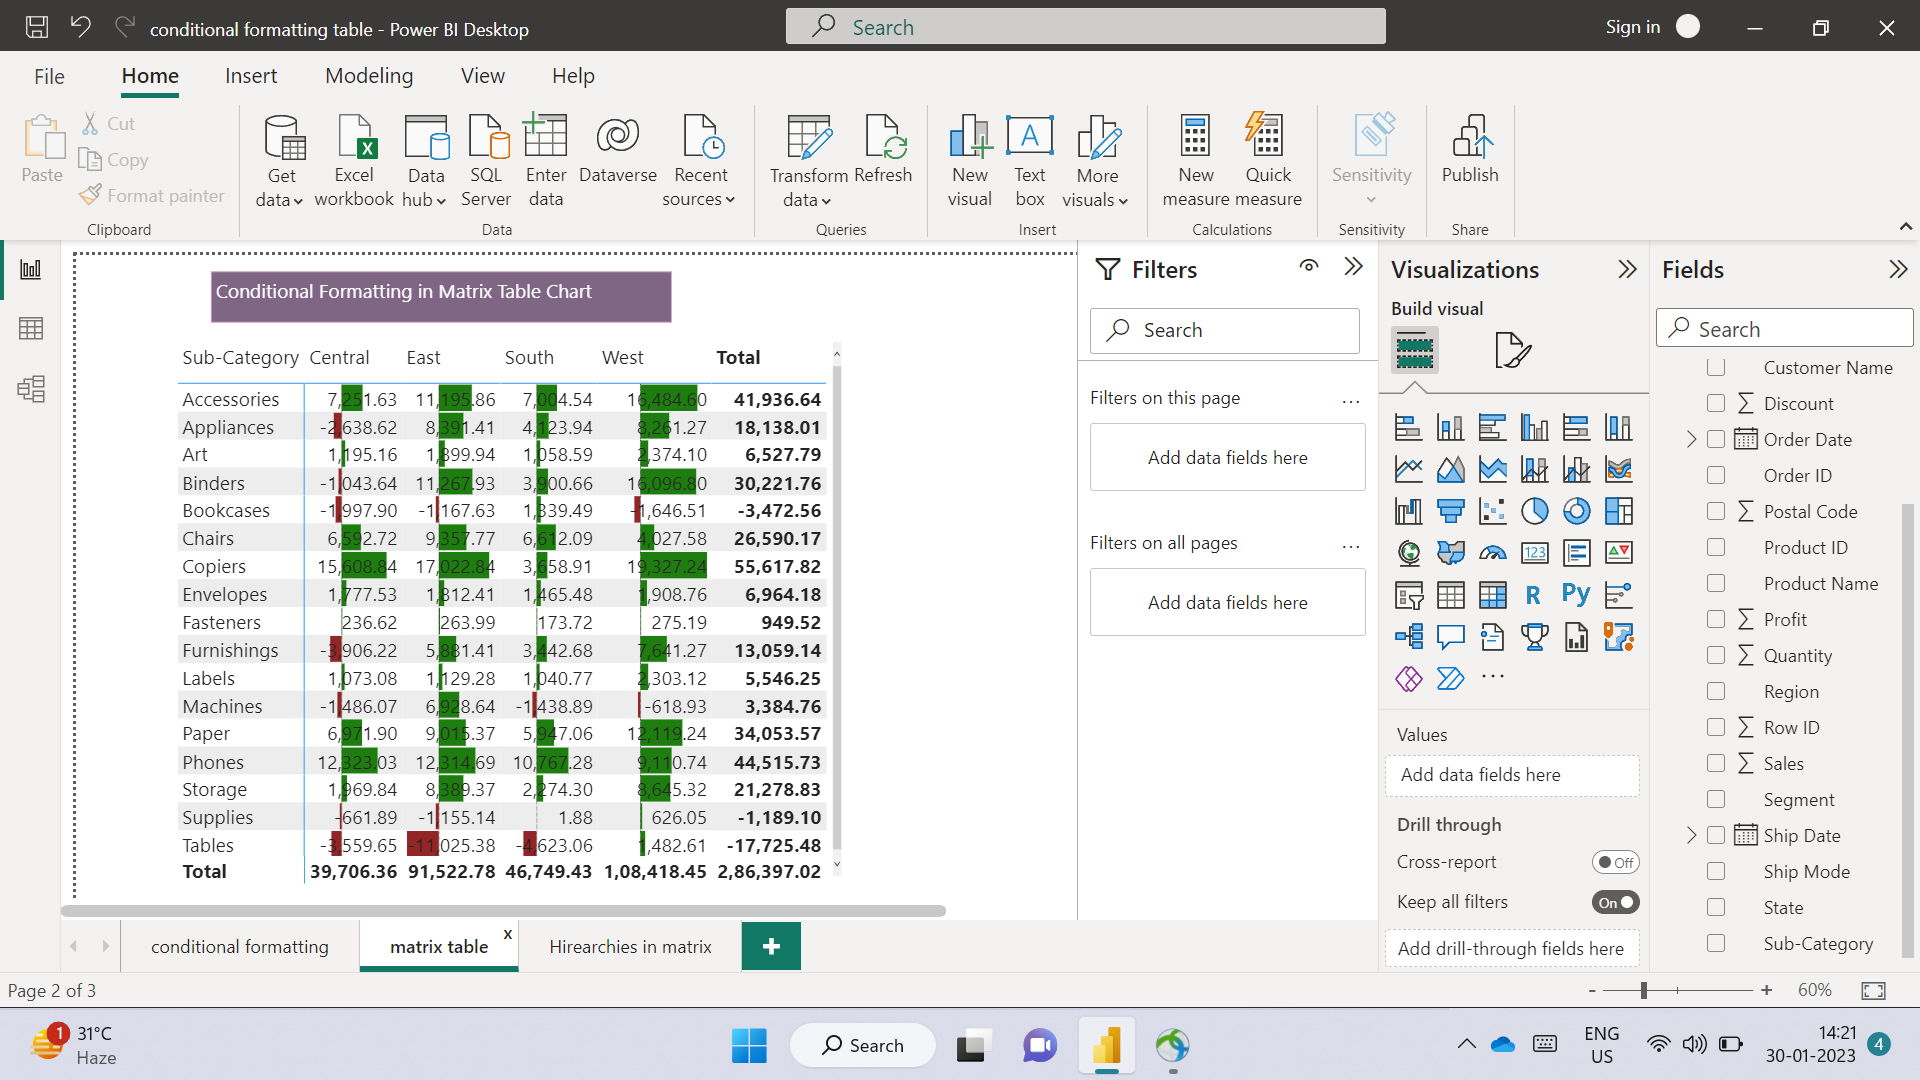 conditional formatting table - Power BI Desktop
Search
Sign in
File Home Insert Modeling View Help
Paste
Cut
Copy
Format painter
Clipboard
Get data
Excel workbook
Data hub
SQL Server
Enter data
Dataverse
Recent sources
Data
Transform data
Refresh
Queries
New visual
A
Text box
More visuals
Insert
New measure
Quick measure
Calculations
Sensitivity
Sensitivity
Publish
Share
Conditional Formatting in Matrix Table Chart
Sub-Category Central East South West Total
Accessories 7,251.63 11,195.86 7,004.54 16,484.60 41,936.64
Appliances -2,638.62 8,391.41 4,123.94 8,261.27 18,138.01
Art 1,195.16 1,899.94 1,058.59 2,374.10 6,527.79
Binders -1,043.64 11,267.93 3,900.66 16,096.80 30,221.76
Bookcases -1,997.90 -1,167.63 1,339.49 -1,646.51 -3,472.56
Chairs 6,592.72 9,357.77 6,612.09 4,027.58 26,590.17
Copiers 15,608.84 17,022.84 3,658.91 19,327.24 55,617.82
Envelopes 1,777.53 1,812.41 1,465.48 1,908.76 6,964.18
Fasteners 236.62 263.99 173.72 275.19 949.52
Furnishings -3,906.22 5,881.41 3,442.68 7,641.27 13,059.14
Labels 1,073.08 1,129.28 1,040.77 2,303.12 5,546.25
Machines -1,486.07 6,928.64 -1,438.89 -618.93 3,384.76
Paper 6,971.90 9,015.37 5,947.06 12,119.24 34,053.57
Phones 12,323.03 12,314.69 10,767.28 9,110.74 44,515.73
Storage 1,969.84 8,389.37 2,274.30 8,645.32 21,278.83
Supplies -661.89 -1,155.14 1.88 626.05 -1,189.10
Tables -3,559.65 -11,025.38 -4,623.06 1,482.61 -17,725.48
Total 39,706.36 91,522.78 46,749.43 1,08,418.45 2,86,397.02
Filters
Search
Filters on this page ...
Add data fields here
Filters on all pages ...
Add data fields here
Visualizations
Build visual
123
R Py
...
Values
Add data fields here
Drill through
Cross-report Off
Keep all filters On
Add drill-through fields here
Fields
Search
Customer Name
∑ Discount
Order Date
Order ID
∑ Postal Code
Product ID
Product Name
∑ Profit
∑ Quantity
Region
∑ Row ID
∑ Sales
Segment
Ship Date
Ship Mode
State
Sub-Category
conditional formatting
matrix table x
Hirearchies in matrix
+
Page 2 of 3
- + 60%
1
31°C
Haze
Search
ENG
US
14:21
30-01-2023
4